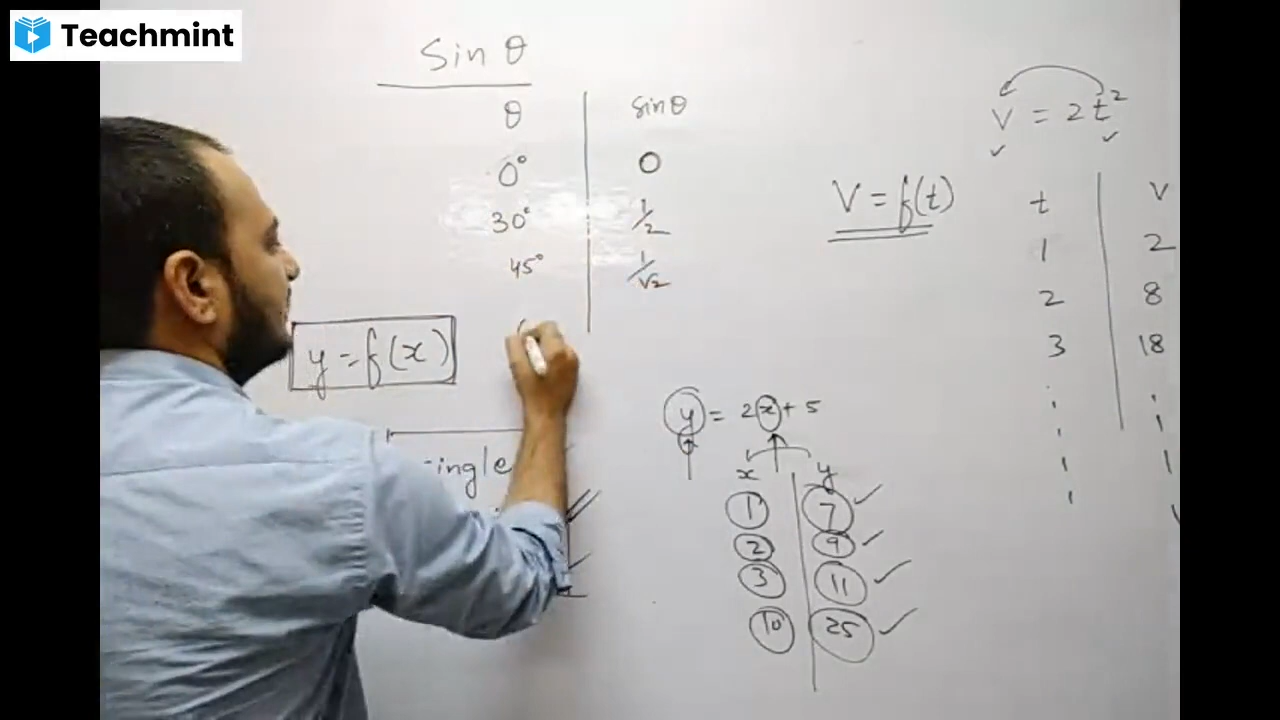 Teachmint
Sin θ
θ sinθ
0° 0
30° 1/2
45° 1/√2
y = f(x)
single
v = 2t²
V = f(t)
t v
1 2
2 8
3 18
y = 2x + 5
x y
1 7
2 9
3 11
10 25